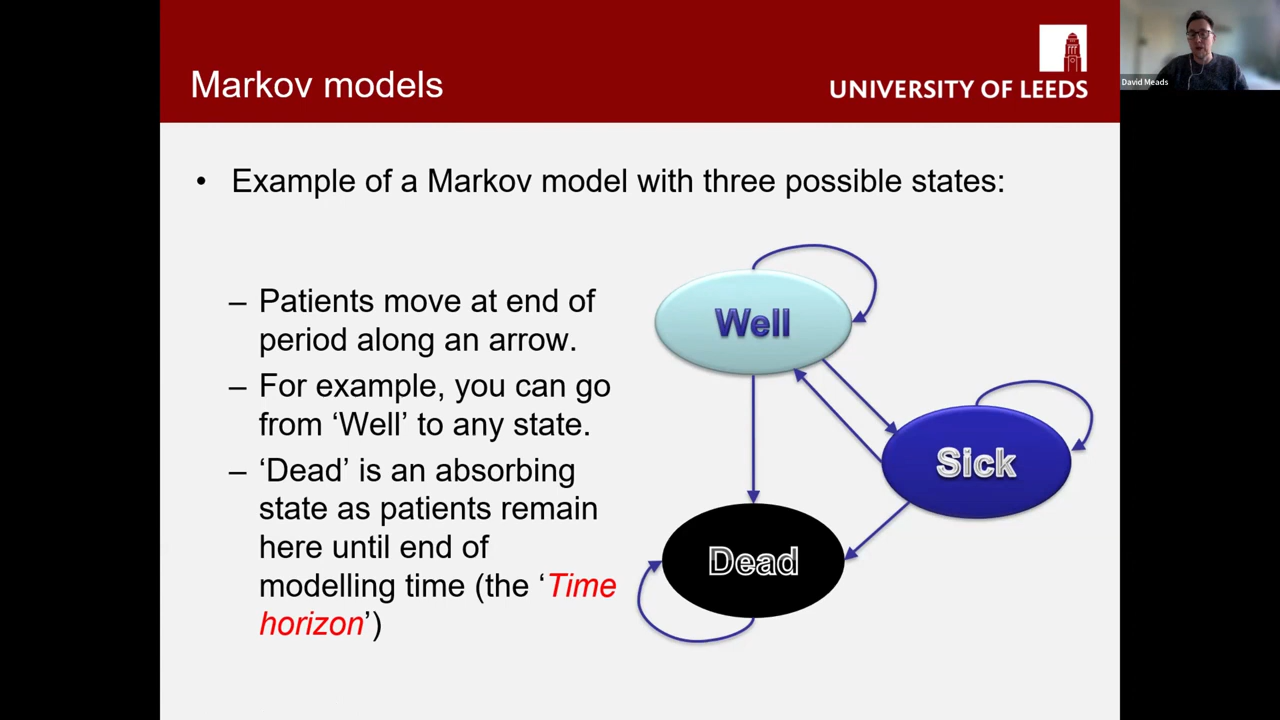 Markov models
UNIVERSITY OF LEEDS
David Meads
• Example of a Markov model with three possible states:
– Patients move at end of
period along an arrow.
– For example, you can go
from ‘Well’ to any state.
– ‘Dead’ is an absorbing
state as patients remain
here until end of
modelling time (the ‘Time
horizon’)
Well
Sick
Dead